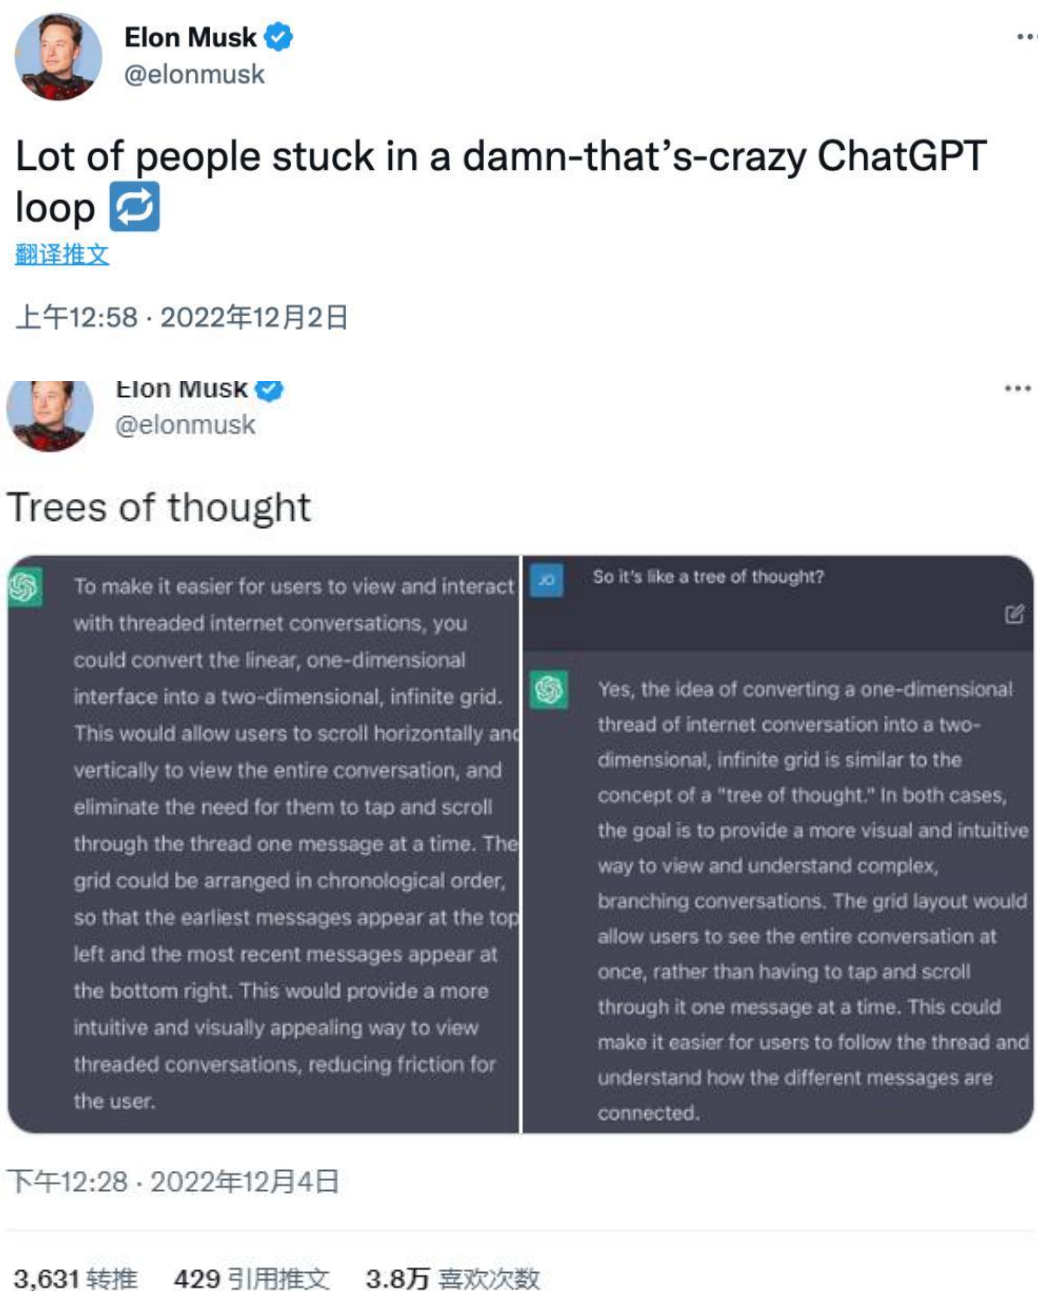 Elon Musk
@elonmusk
Lot of people stuck in a damn-that's-crazy ChatGPT
loop 🔁
翻译推文
上午12:58 · 2022年12月2日
Elon Musk
@elonmusk
Trees of thought
To make it easier for users to view and interact
with threaded internet conversations, you
could convert the linear, one-dimensional
interface into a two-dimensional, infinite grid.
This would allow users to scroll horizontally and
vertically to view the entire conversation, and
eliminate the need for them to tap and scroll
through the thread one message at a time. The
grid could be arranged in chronological order,
so that the earliest messages appear at the top
left and the most recent messages appear at
the bottom right. This would provide a more
intuitive and visually appealing way to view
threaded conversations, reducing friction for
the user.
JO
So it's like a tree of thought?
Yes, the idea of converting a one-dimensional
thread of internet conversation into a two-
dimensional, infinite grid is similar to the
concept of a "tree of thought." In both cases,
the goal is to provide a more visual and intuitive
way to view and understand complex,
branching conversations. The grid layout would
allow users to see the entire conversation at
once, rather than having to tap and scroll
through it one message at a time. This could
make it easier for users to follow the thread and
understand how the different messages are
connected.
下午12:28 · 2022年12月4日
3,631 转推 429 引用推文 3.8万 喜欢次数